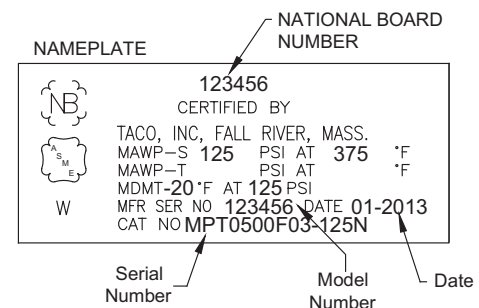 NATIONAL BOARD
NUMBER
NAMEPLATE
123456
NB
CERTIFIED BY
TACO, INC, FALL RIVER, MASS.
ASME
MAWP-S 125 PSI AT 375 °F
MAWP-T PSI AT °F
MDMT-20 °F AT 125 PSI
W
MFR SER NO 123456 DATE 01-2013
CAT NO MPT0500F03-125N
Serial
Number
Model
Number
Date